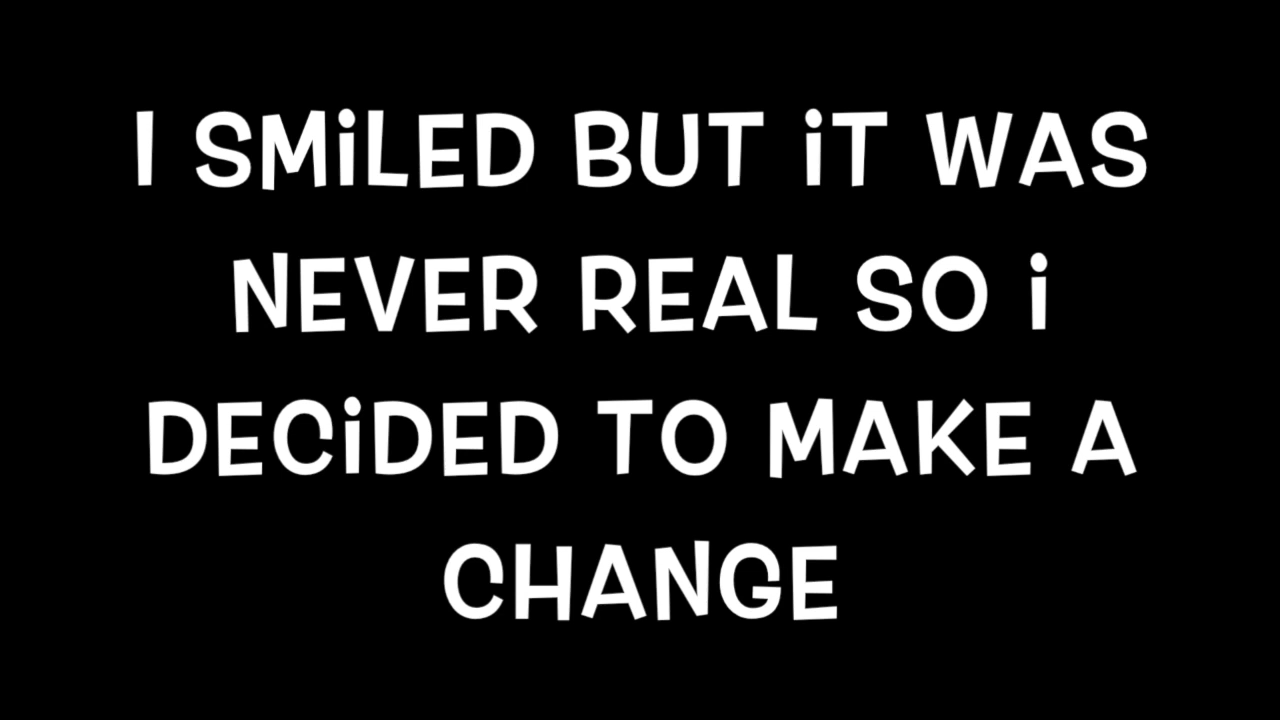 I SMiLED BUT iT WAS
NEVER REAL SO i
DECiDED TO MAKE A
CHANGE